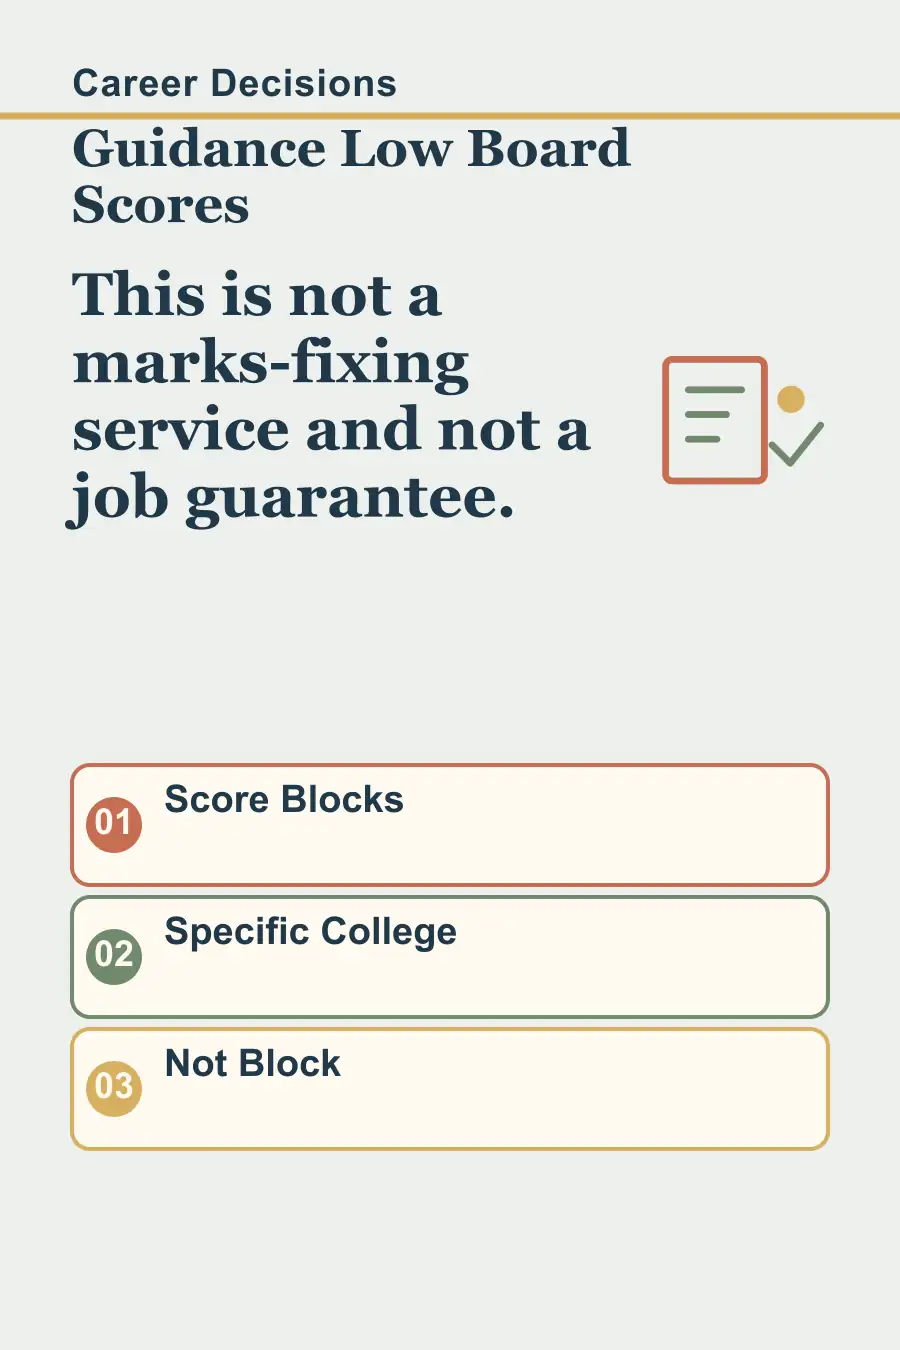 Career Decisions
Guidance Low Board
Scores
This is not a
marks-fixing
service and not a
job guarantee.
01 Score Blocks
02 Specific College
03 Not Block